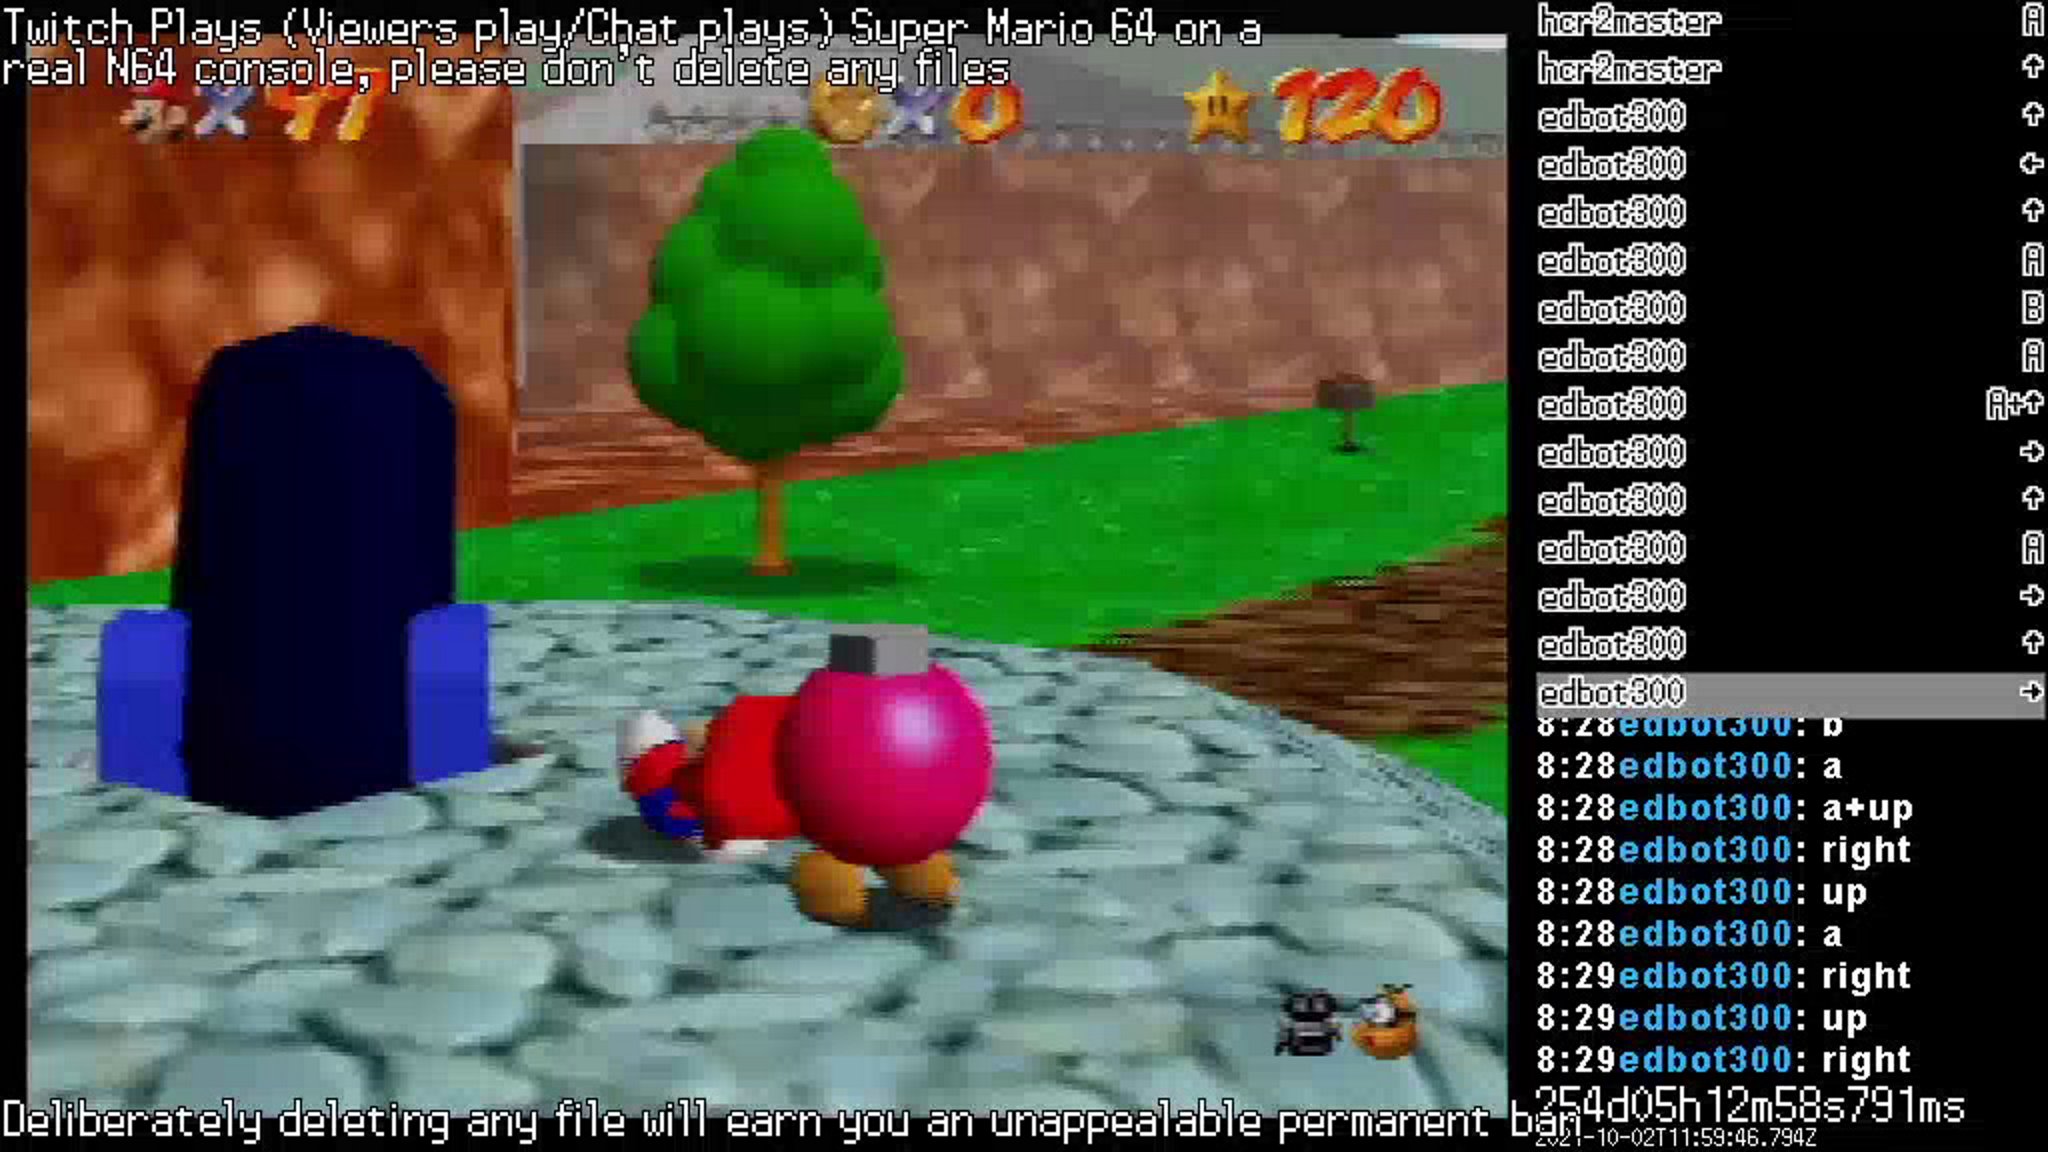 Twitch Plays (Viewers play/Chat plays) Super Mario 64 on a
real N64 console, please don't delete any files
0
120
hcr2master A
hcr2master ↑
edbot300 ↑
edbot300 ←
edbot300 ↑
edbot300 A
edbot300 B
edbot300 A
edbot300 A+↑
edbot300 →
edbot300 ↑
edbot300 A
edbot300 →
edbot300 ↑
edbot300 →
8:28edbot300: b
8:28edbot300: a
8:28edbot300: a+up
8:28edbot300: right
8:28edbot300: up
8:28edbot300: a
8:29edbot300: right
8:29edbot300: up
8:29edbot300: right
254d05h12m58s791ms
Deliberately deleting any file will earn you an unappealable permanent ban
2021-10-02T11:59:46.794Z